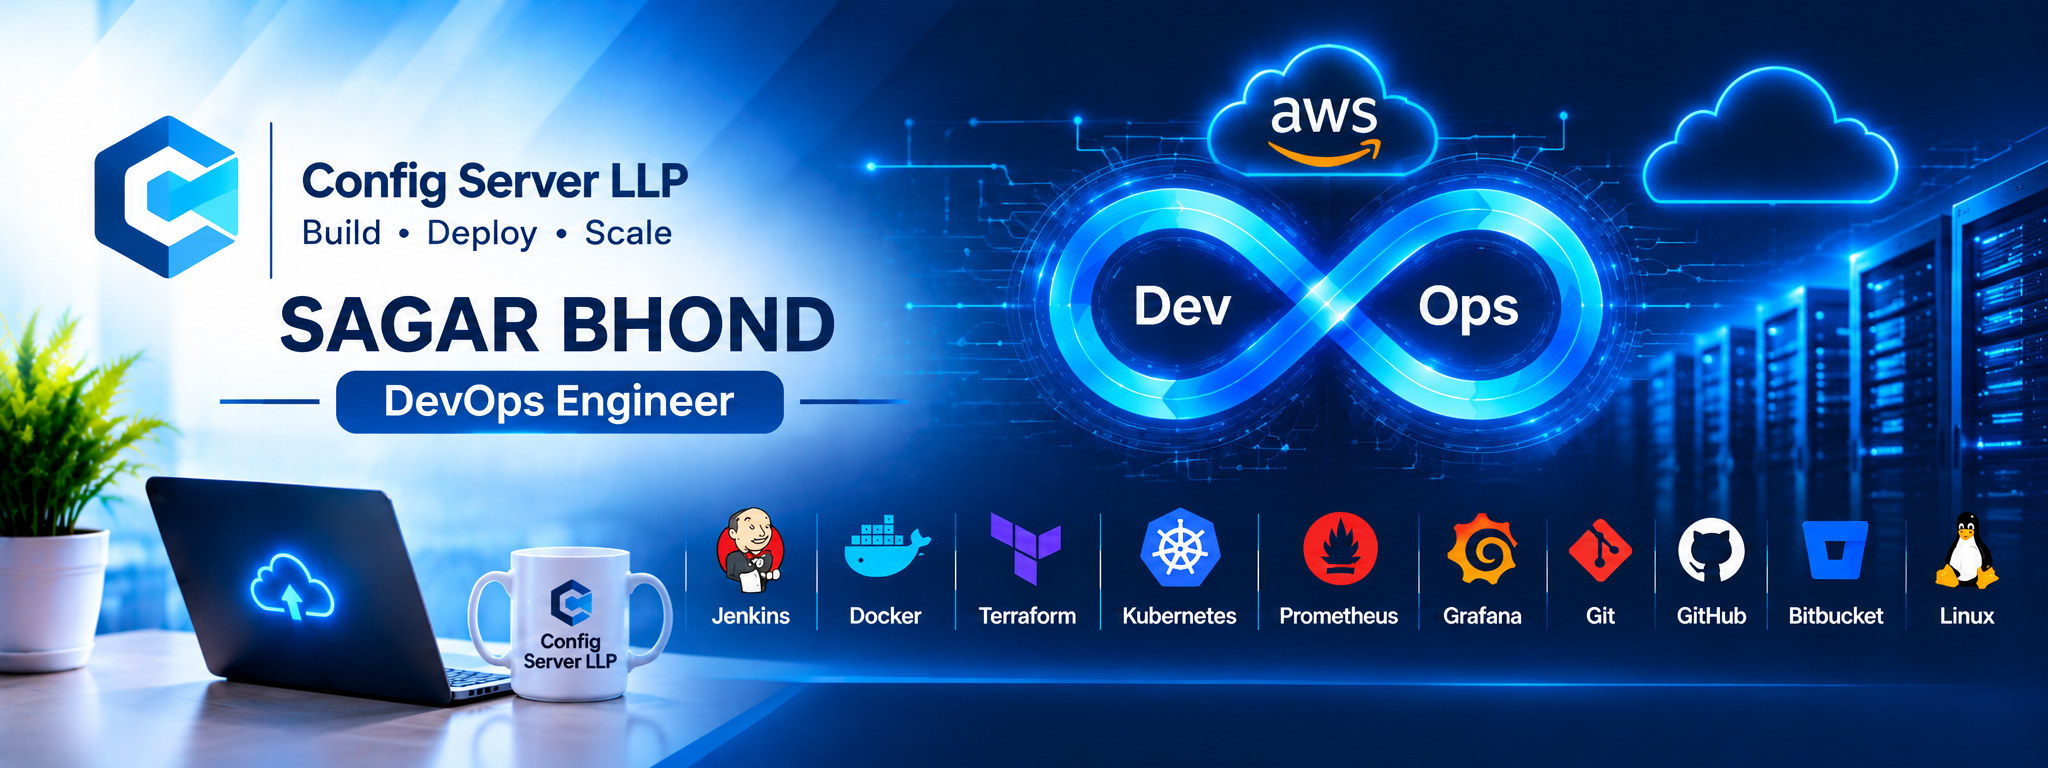 Config Server LLP
Build • Deploy • Scale
SAGAR BHOND
DevOps Engineer
aws
Dev
Ops
Config
Server LLP
Jenkins
Docker
Terraform
Kubernetes
Prometheus
Grafana
Git
GitHub
Bitbucket
Linux